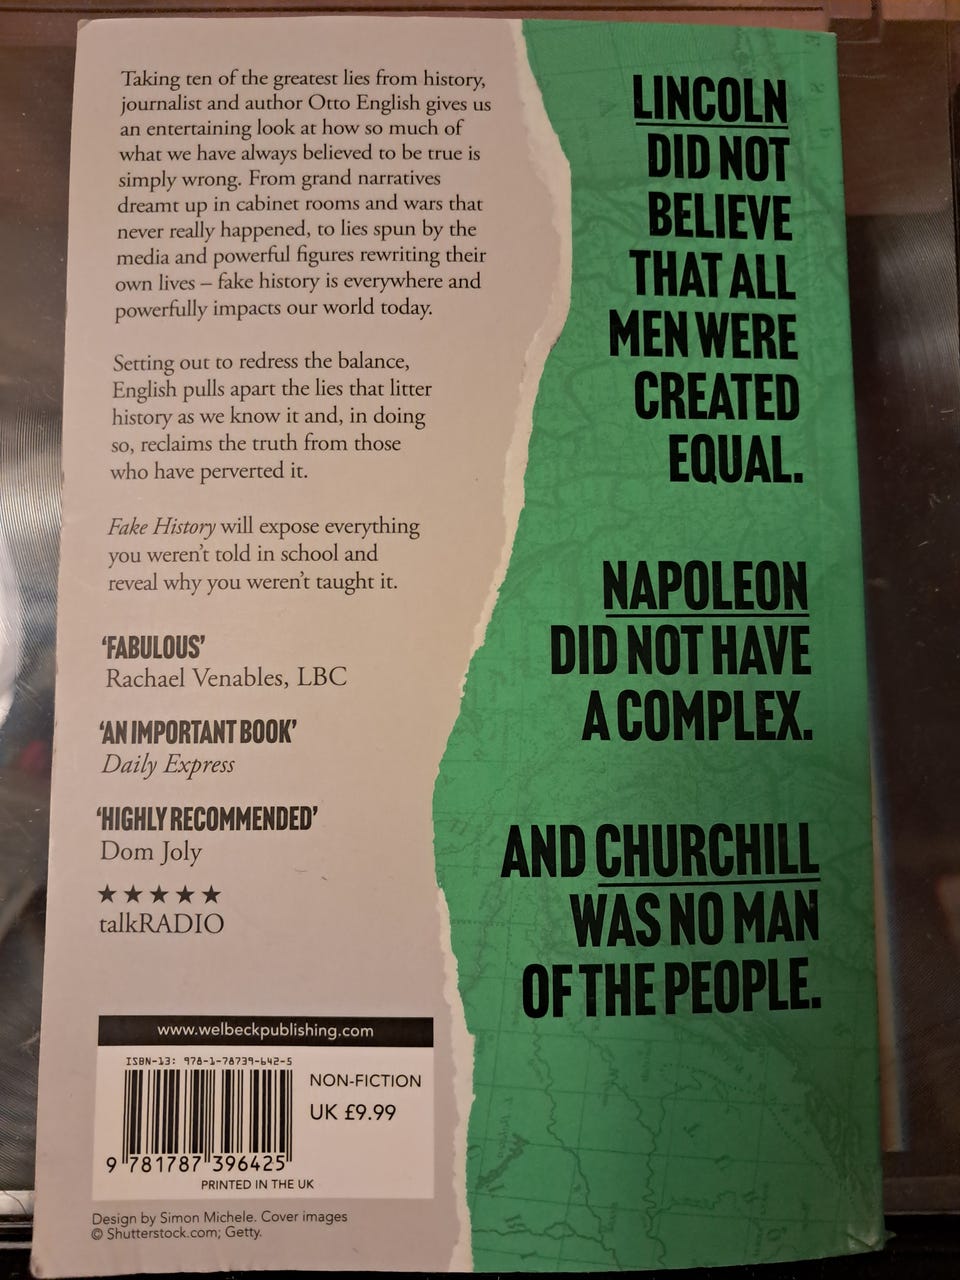 Taking ten of the greatest lies from history,
journalist and author Otto English gives us
an entertaining look at how so much of
what we have always believed to be true is
simply wrong. From grand narratives
dreamt up in cabinet rooms and wars that
never really happened, to lies spun by the
media and powerful figures rewriting their
own lives – fake history is everywhere and
powerfully impacts our world today.
Setting out to redress the balance,
English pulls apart the lies that litter
history as we know it and, in doing
so, reclaims the truth from those
who have perverted it.
Fake History will expose everything
you weren't told in school and
reveal why you weren't taught it.
'FABULOUS'
Rachael Venables, LBC
'AN IMPORTANT BOOK'
Daily Express
'HIGHLY RECOMMENDED'
Dom Joly
★★★★★
talkRADIO
www.welbeckpublishing.com
ISBN-13: 978-1-78739-642-5
NON-FICTION
UK £9.99
9 781787 396425
PRINTED IN THE UK
Design by Simon Michele. Cover images
© Shutterstock.com; Getty.
LINCOLN
DID NOT
BELIEVE
THAT ALL
MEN WERE
CREATED
EQUAL.
NAPOLEON
DID NOT HAVE
A COMPLEX.
AND CHURCHILL
WAS NO MAN
OF THE PEOPLE.